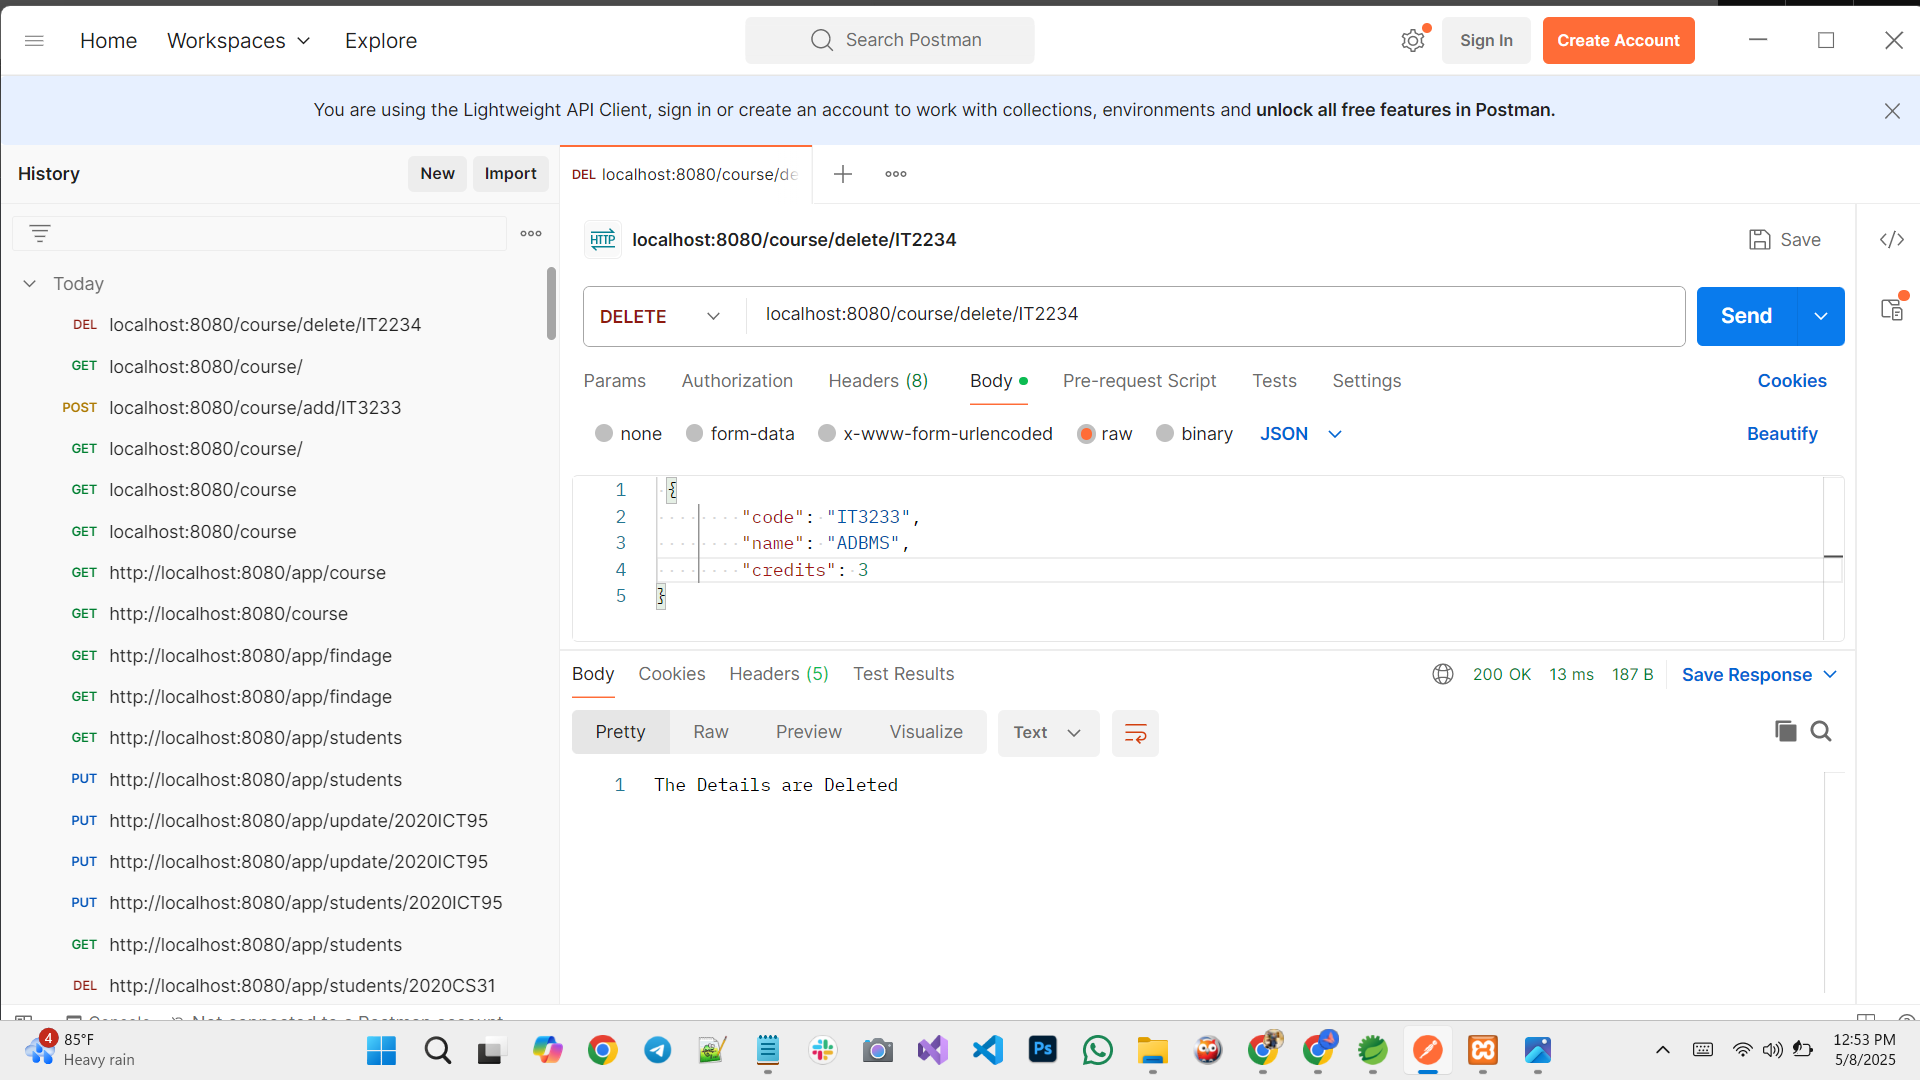 Home
Workspaces
Explore
Search Postman
Sign In
Create Account
You are using the Lightweight API Client, sign in or create an account to work with collections, environments and unlock all free features in Postman.
History
New
Import
DEL localhost:8080/course/de
Today
DEL localhost:8080/course/delete/IT2234
GET localhost:8080/course/
POST localhost:8080/course/add/IT3233
GET localhost:8080/course/
GET localhost:8080/course
GET localhost:8080/course
GET http://localhost:8080/app/course
GET http://localhost:8080/course
GET http://localhost:8080/app/findage
GET http://localhost:8080/app/findage
GET http://localhost:8080/app/students
PUT http://localhost:8080/app/students
PUT http://localhost:8080/app/update/2020ICT95
PUT http://localhost:8080/app/update/2020ICT95
PUT http://localhost:8080/app/students/2020ICT95
GET http://localhost:8080/app/students
DEL http://localhost:8080/app/students/2020CS31
HTTP localhost:8080/course/delete/IT2234
Save
DELETE localhost:8080/course/delete/IT2234
Send
Params Authorization Headers (8) Body Pre-request Script Tests Settings
Cookies
none form-data x-www-form-urlencoded raw binary JSON
Beautify
1 {
2 "code": "IT3233",
3 "name": "ADBMS",
4 "credits": 3
5 }
Body Cookies Headers (5) Test Results
200 OK 13 ms 187 B Save Response
Pretty Raw Preview Visualize Text
1 The Details are Deleted
Console Not connected to a Postman account
4
85°F
Heavy rain
Ps
12:53 PM
5/8/2025